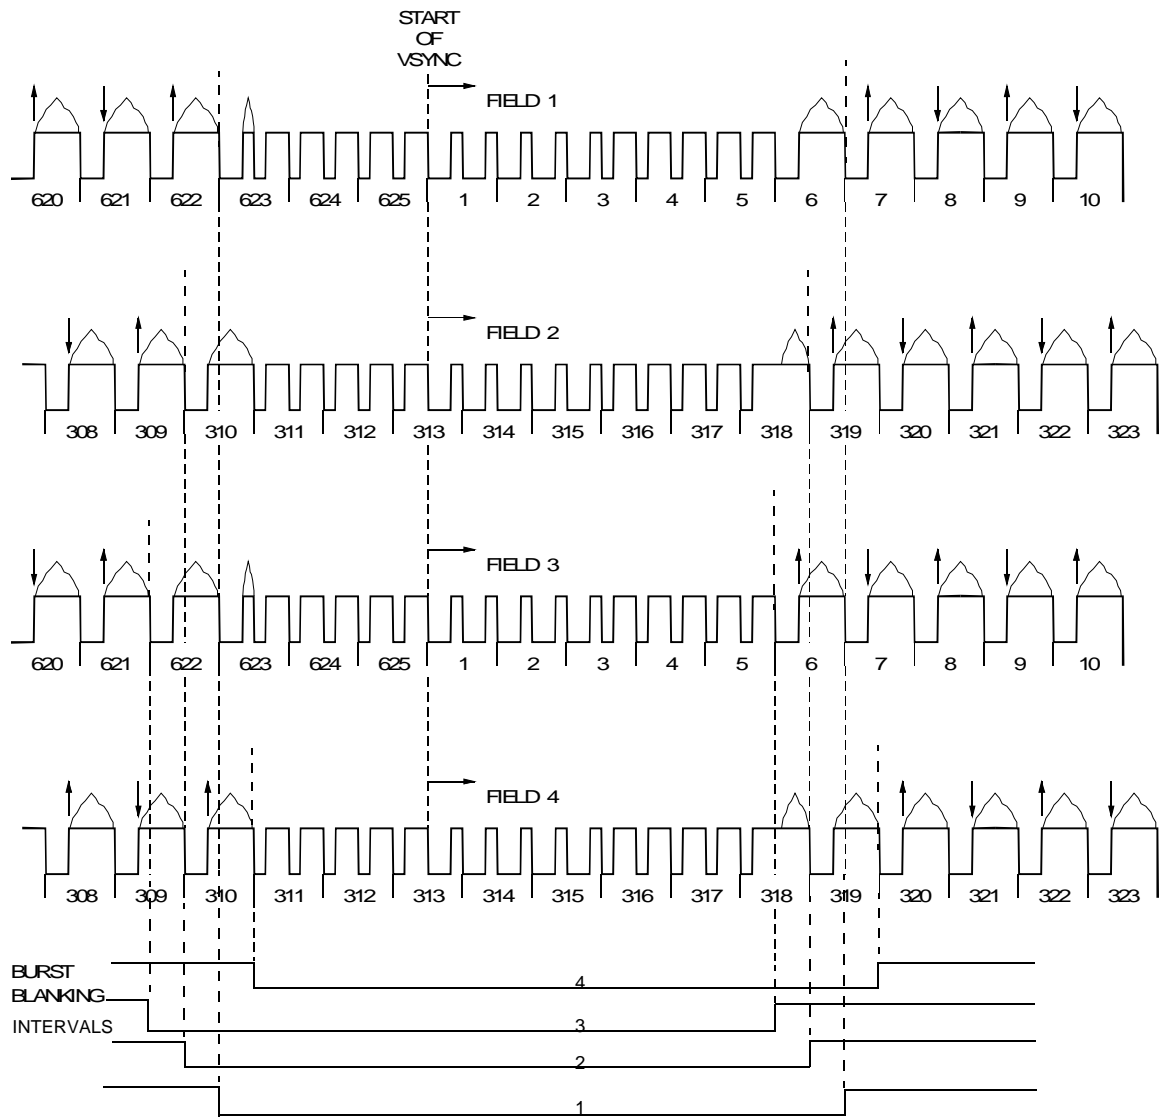 START
OF
VSYNC
FIELD 1
620 621 622 623 624 625 1 2 3 4 5 6 7 8 9 10
FIELD 2
308 309 310 311 312 313 314 315 316 317 318 319 320 321 322 323
FIELD 3
620 621 622 623 624 625 1 2 3 4 5 6 7 8 9 10
FIELD 4
308 309 310 311 312 313 314 315 316 317 318 319 320 321 322 323
BURST
BLANKING
INTERVALS
4
3
2
1